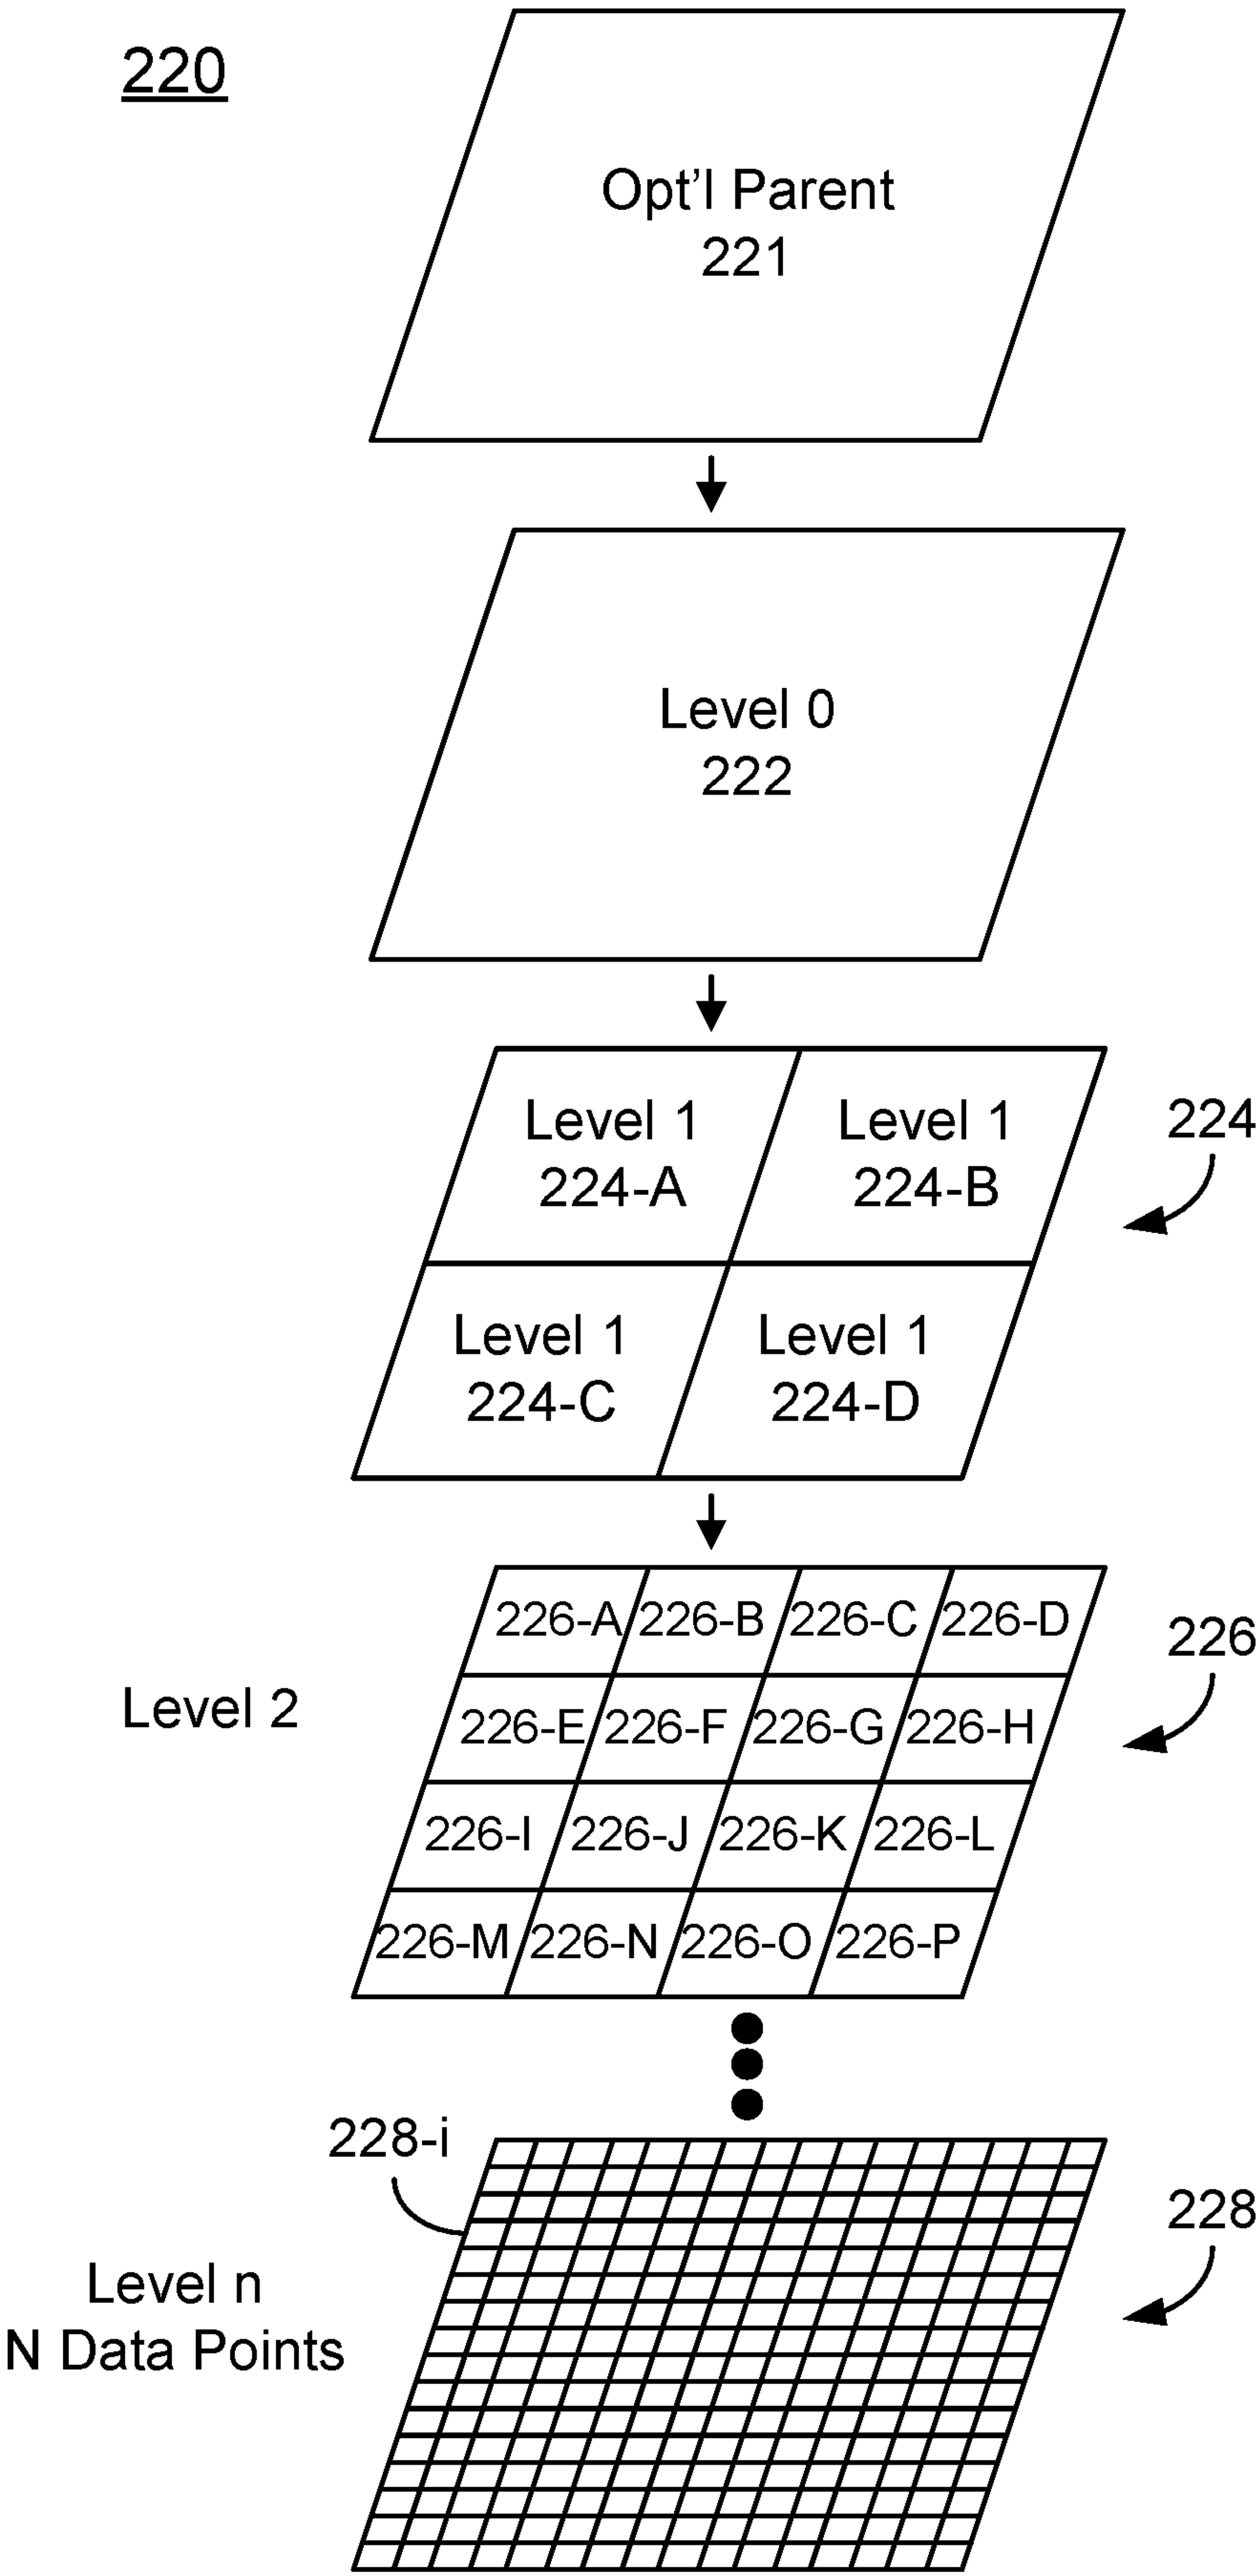 220
Opt’l Parent
221
Level 0
222
Level 1
224-A
Level 1
224-B
224
Level 1
224-C
Level 1
224-D
226-A 226-B 226-C 226-D
226
Level 2
226-E 226-F 226-G 226-H
226-I 226-J 226-K 226-L
226-M 226-N 226-O 226-P
228-i
228
Level n
N Data Points